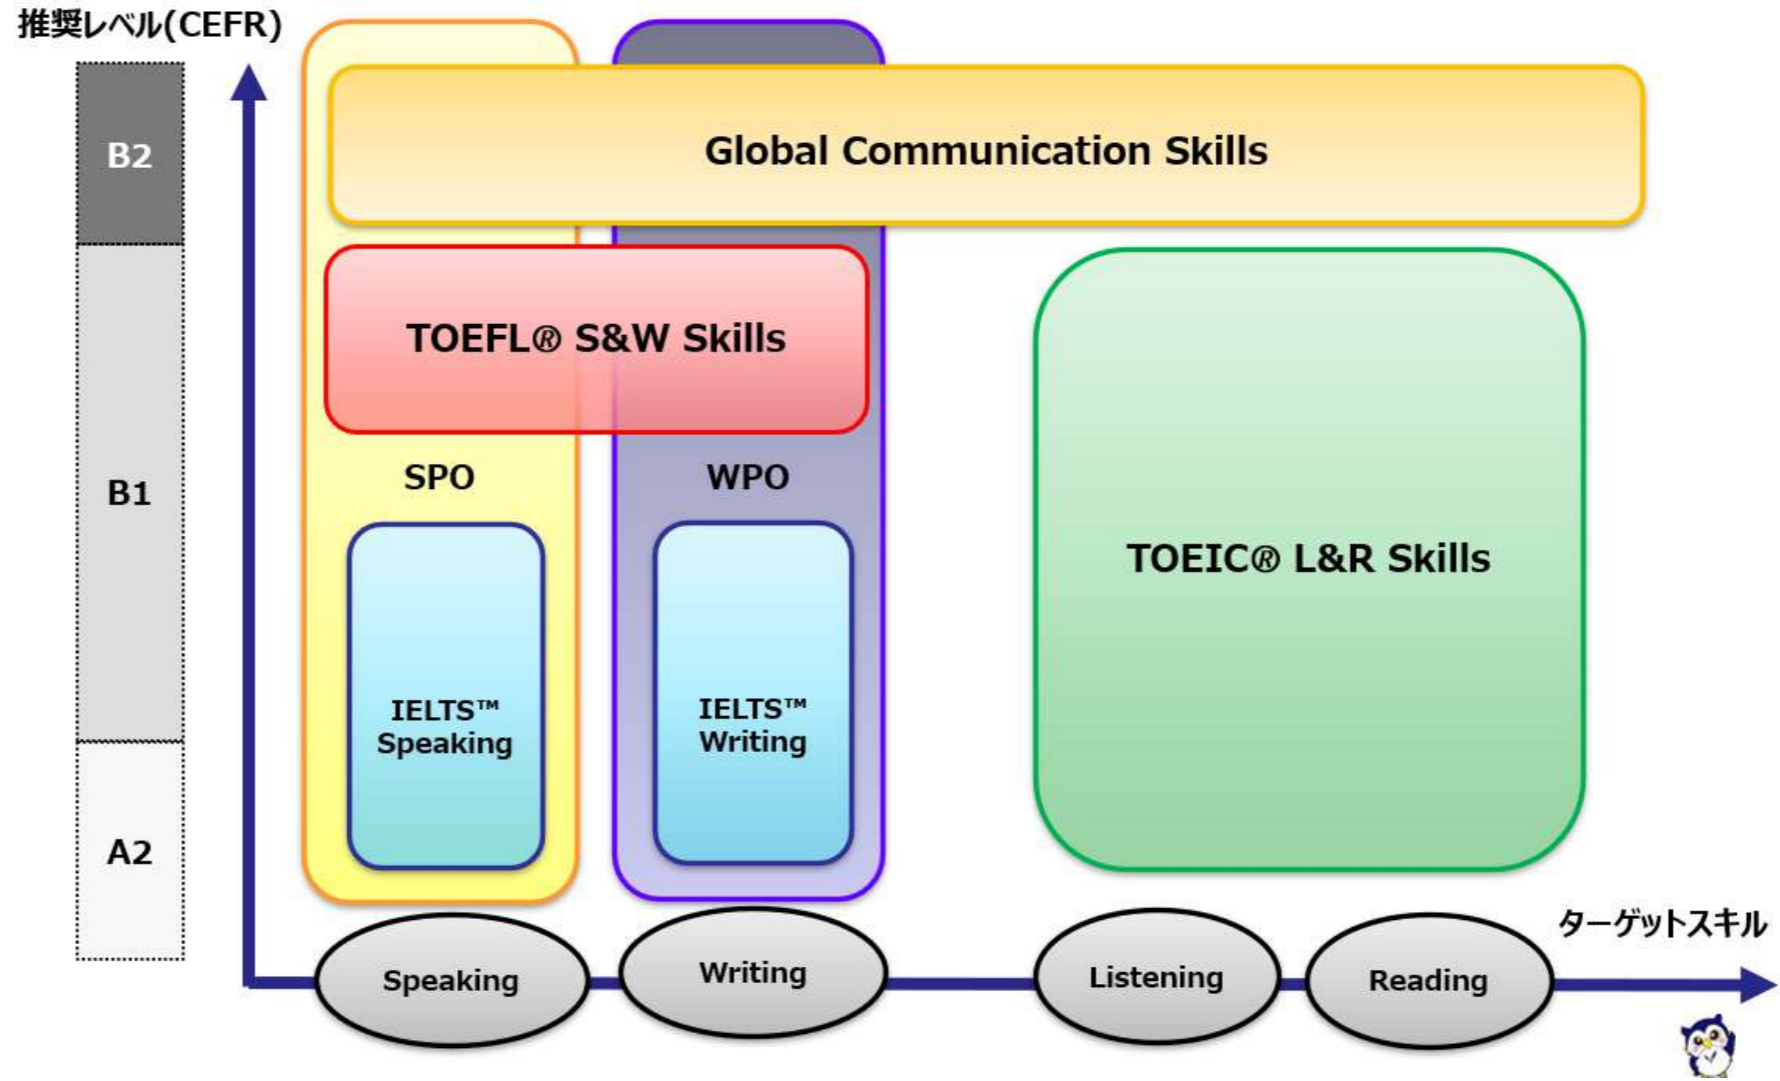 推奨レベル(CEFR)
B2
Global Communication Skills
TOEFL® S&W Skills
SPO
WPO
B1
TOEIC® L&R Skills
IELTS™
Speaking
IELTS™
Writing
A2
ターゲットスキル
Speaking
Writing
Listening
Reading